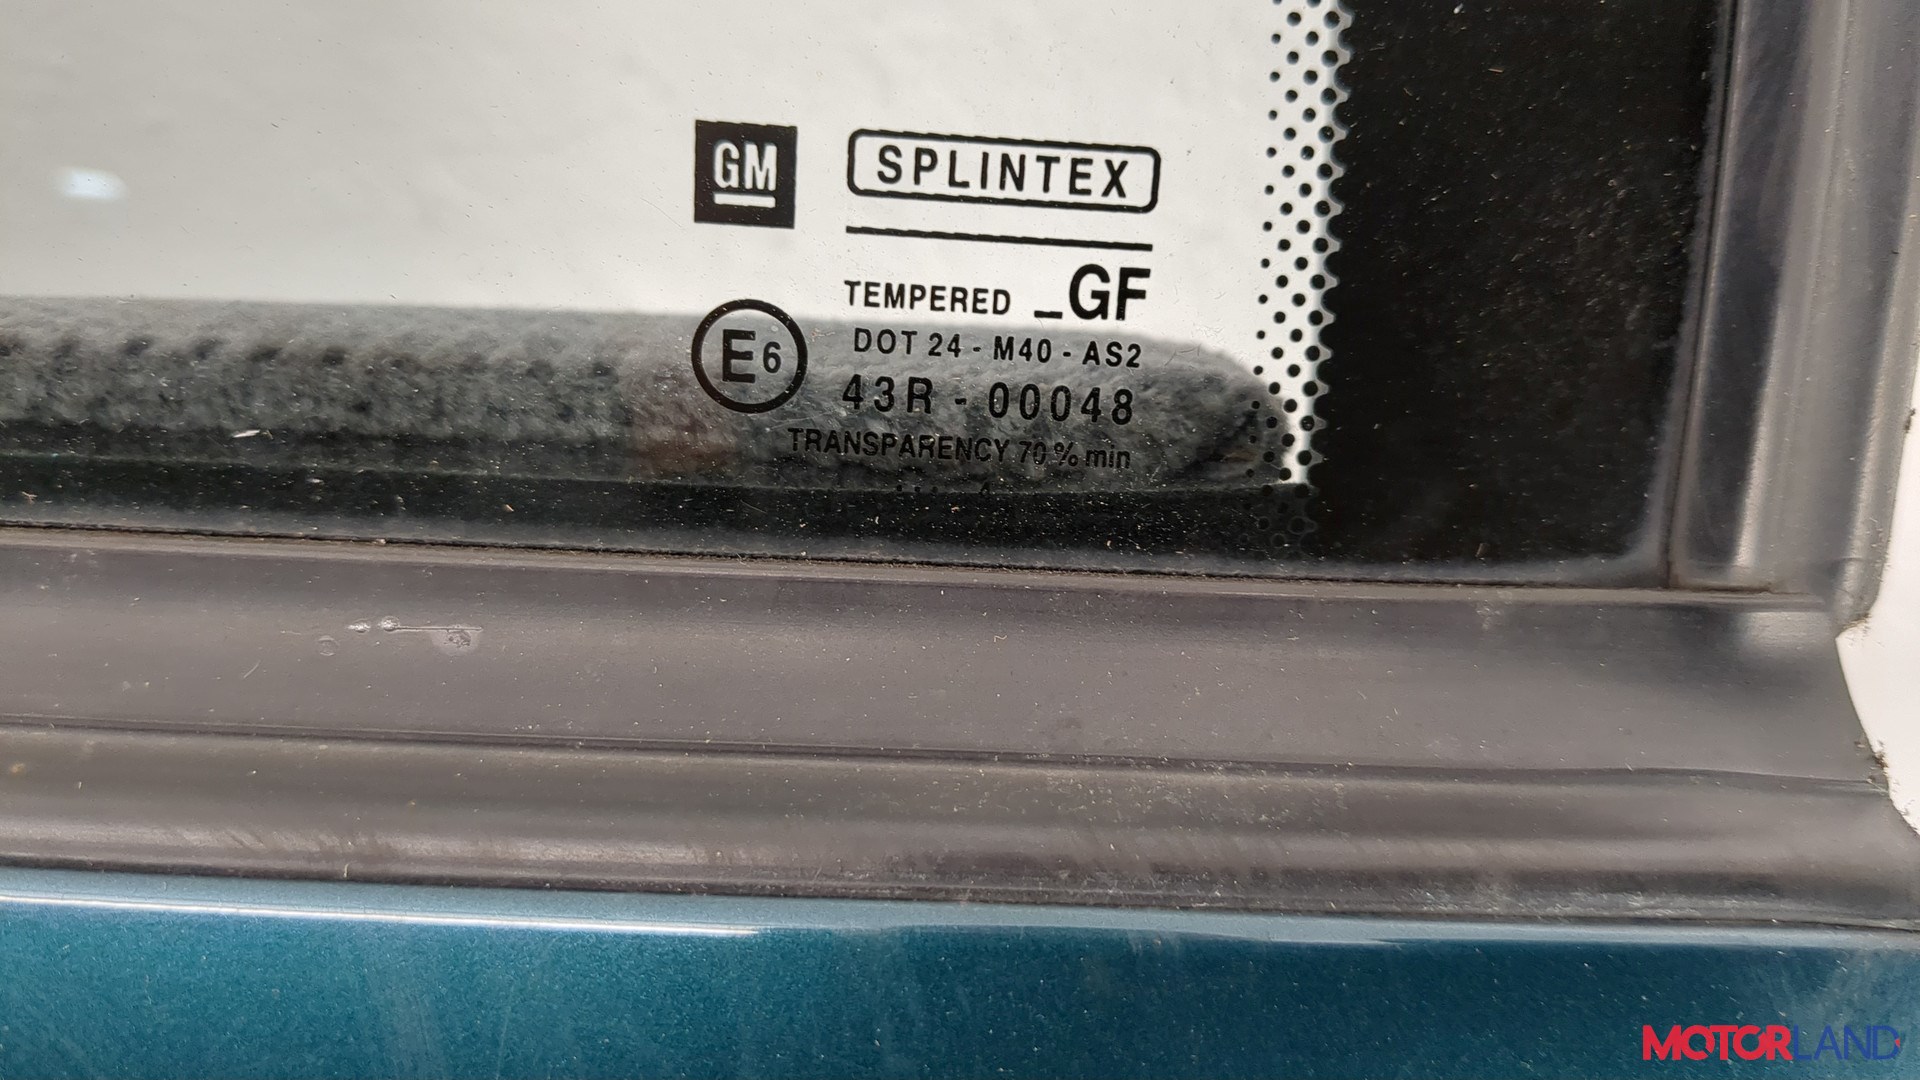 GM
SPLINTEX
TEMPERED _GF
E6
DOT 24 - M40 - AS2
43R - 00048
TRANSPARENCY 70 % min
MOTORLAND